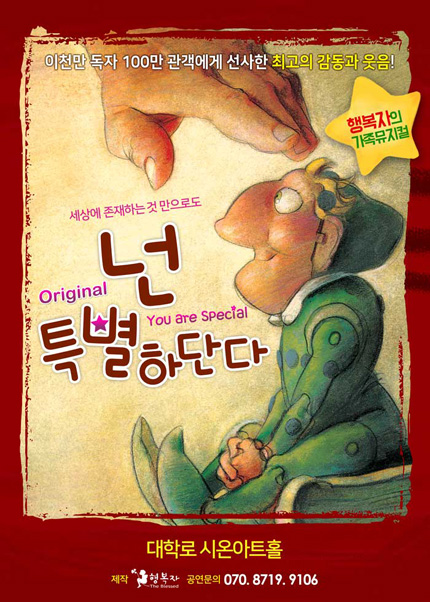 이천만 독자 100만 관객에게 선사한 최고의 감동과 웃음!
행복자의
가족뮤지컬
세상에 존재하는 것 만으로도
넌
Original
You are Special
특별하단다
대학로 시온아트홀
제작 행복자 The Blessed 공연문의 070. 8719. 9106